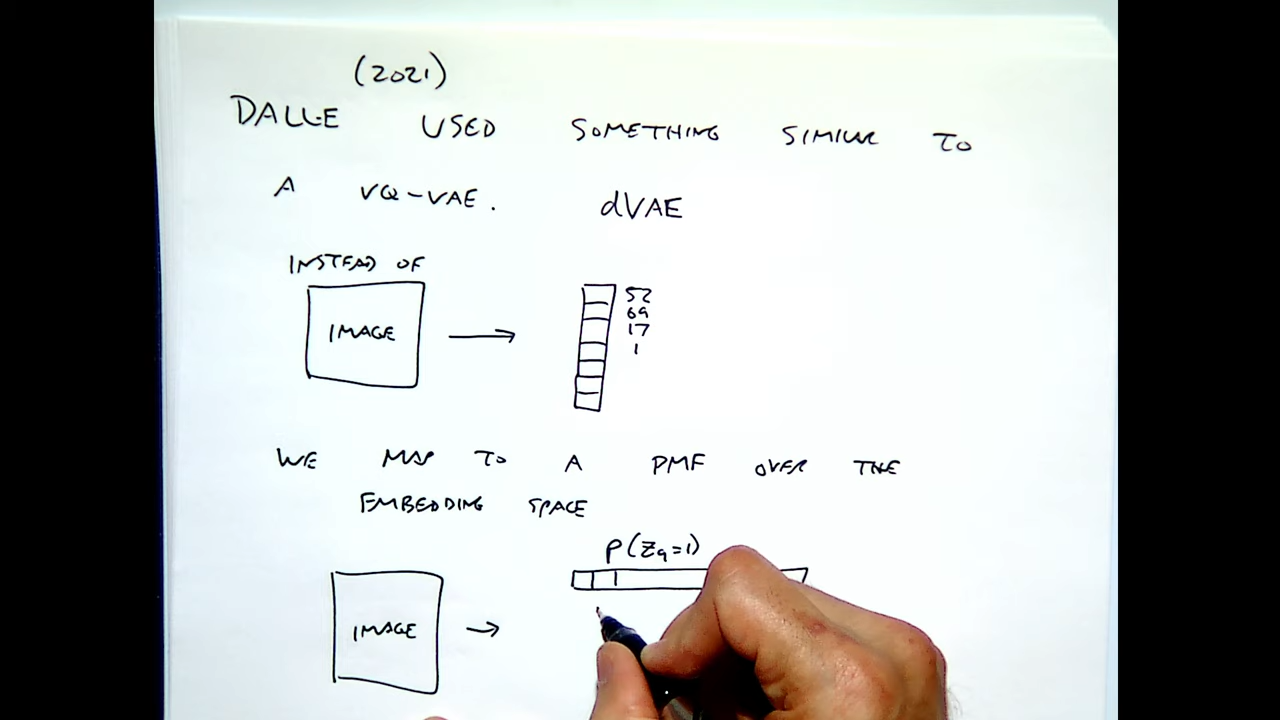 (2021)
DALLE USED SOMETHING SIMILAR TO
A VQ-VAE. dVAE
INSTEAD OF
IMAGE
52
69
17
1
WE MAP TO A PMF OVER THE
EMBEDDING SPACE
P(Zq=1)
IMAGE